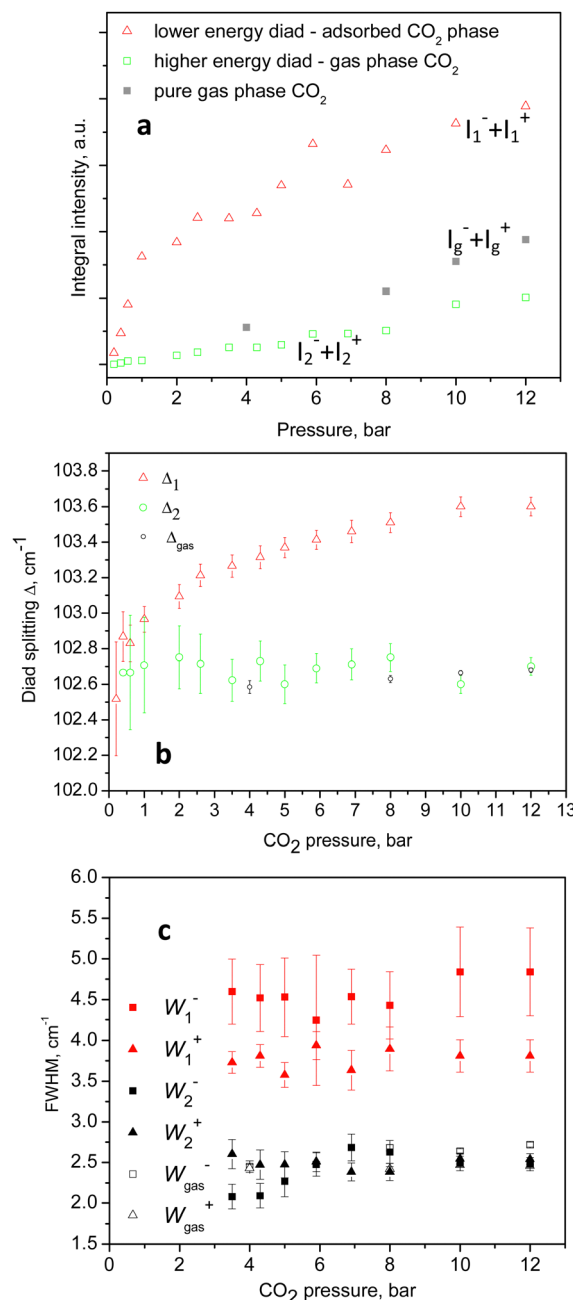 lower energy diad - adsorbed CO₂ phase
higher energy diad - gas phase CO₂
pure gas phase CO₂
a
I₁⁻+I₁⁺
I_g⁻+I_g⁺
I₂⁻+I₂⁺
Integral intensity, a.u.
0 2 4 6 8 10 12
Pressure, bar
103.8
103.6
103.4
103.2
103.0
102.8
102.6
102.4
102.2
102.0
Δ₁
Δ₂
Δgas
Diad splitting Δ, cm⁻¹
b
0 1 2 3 4 5 6 7 8 9 10 11 12 13
CO₂ pressure, bar
6.0
5.5
5.0
4.5
4.0
3.5
3.0
2.5
2.0
1.5
c
W₁⁻
W₁⁺
W₂⁻
W₂⁺
Wgas⁻
Wgas⁺
FWHM, cm⁻¹
0 2 4 6 8 10 12
CO₂ pressure, bar